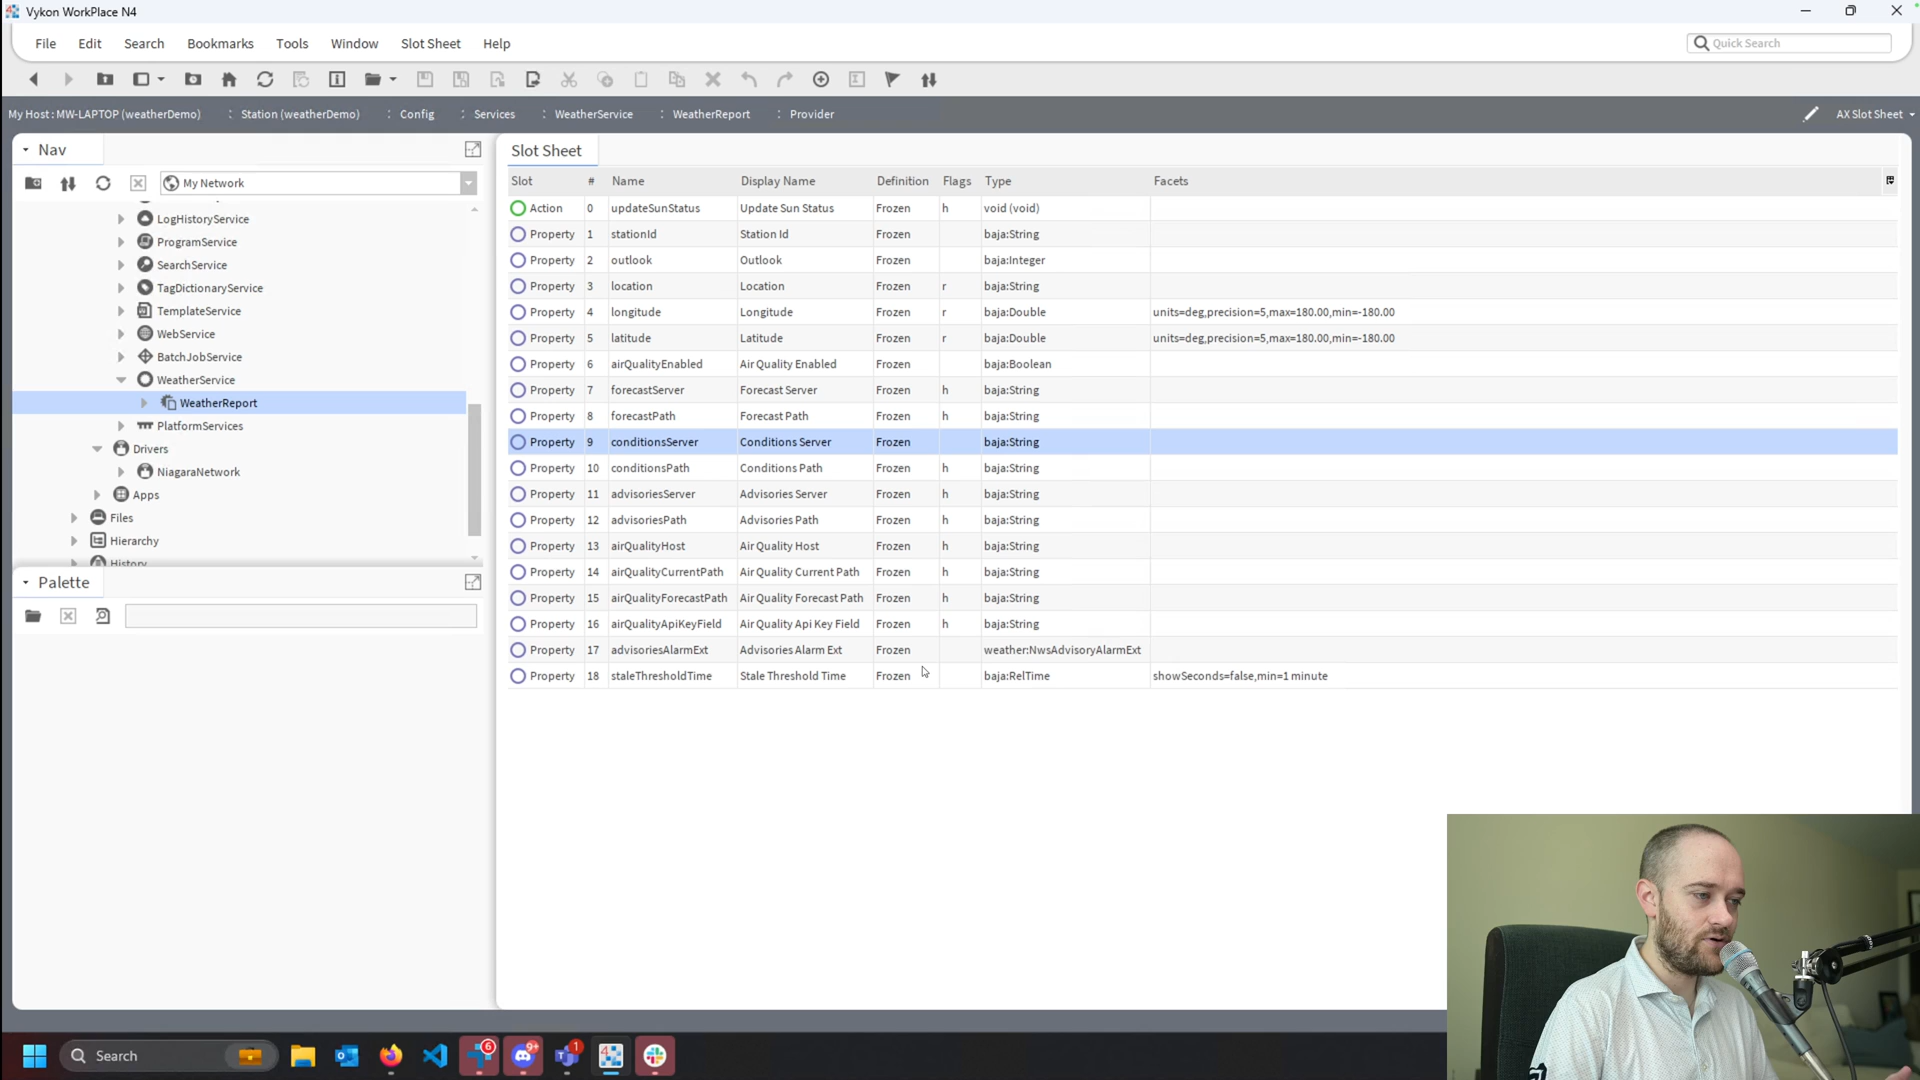 Vykon WorkPlace N4
File Edit Search Bookmarks Tools Window Slot Sheet Help
Quick Search
My Host : MW-LAPTOP (weatherDemo) : Station (weatherDemo) : Config : Services : WeatherService : WeatherReport : Provider
AX Slot Sheet
Nav
My Network
LogHistoryService
ProgramService
SearchService
TagDictionaryService
TemplateService
WebService
BatchJobService
WeatherService
WeatherReport
PlatformServices
Drivers
NiagaraNetwork
Apps
Files
Hierarchy
History
Palette
Slot Sheet
Slot # Name Display Name Definition Flags Type Facets
Action 0 updateSunStatus Update Sun Status Frozen h void (void)
Property 1 stationId Station Id Frozen baja:String
Property 2 outlook Outlook Frozen baja:Integer
Property 3 location Location Frozen r baja:String
Property 4 longitude Longitude Frozen r baja:Double units=deg,precision=5,max=180.00,min=-180.00
Property 5 latitude Latitude Frozen r baja:Double units=deg,precision=5,max=180.00,min=-180.00
Property 6 airQualityEnabled Air Quality Enabled Frozen baja:Boolean
Property 7 forecastServer Forecast Server Frozen h baja:String
Property 8 forecastPath Forecast Path Frozen h baja:String
Property 9 conditionsServer Conditions Server Frozen baja:String
Property 10 conditionsPath Conditions Path Frozen h baja:String
Property 11 advisoriesServer Advisories Server Frozen h baja:String
Property 12 advisoriesPath Advisories Path Frozen h baja:String
Property 13 airQualityHost Air Quality Host Frozen h baja:String
Property 14 airQualityCurrentPath Air Quality Current Path Frozen h baja:String
Property 15 airQualityForecastPath Air Quality Forecast Path Frozen h baja:String
Property 16 airQualityApiKeyField Air Quality Api Key Field Frozen h baja:String
Property 17 advisoriesAlarmExt Advisories Alarm Ext Frozen weather:NwsAdvisoryAlarmExt
Property 18 staleThresholdTime Stale Threshold Time Frozen baja:RelTime showSeconds=false,min=1 minute
Search
6
9+
1